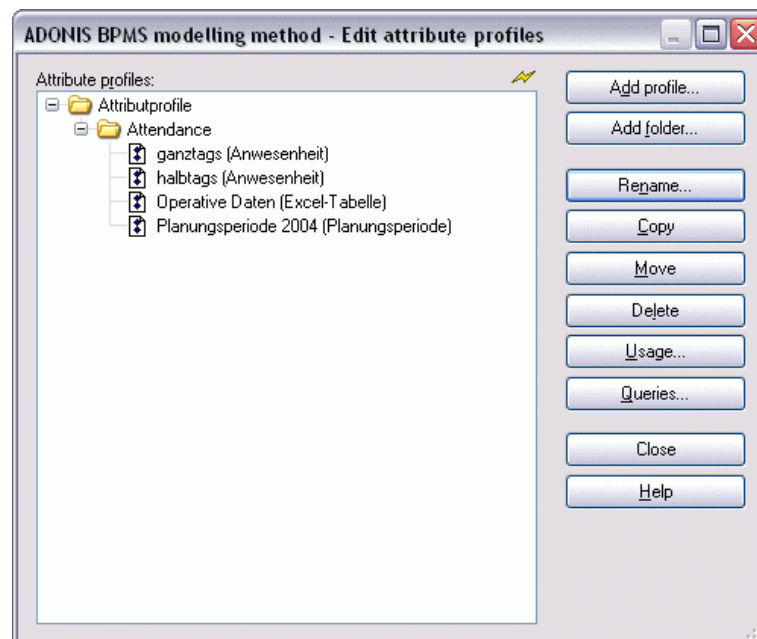 ADONIS BPMS modelling method - Edit attribute profiles
Attribute profiles:
Attributprofile
Attendance
ganztags (Anwesenheit)
halbtags (Anwesenheit)
Operative Daten (Excel-Tabelle)
Planungsperiode 2004 (Planungsperiode)
Add profile...
Add folder...
Rename...
Copy
Move
Delete
Usage...
Queries...
Close
Help